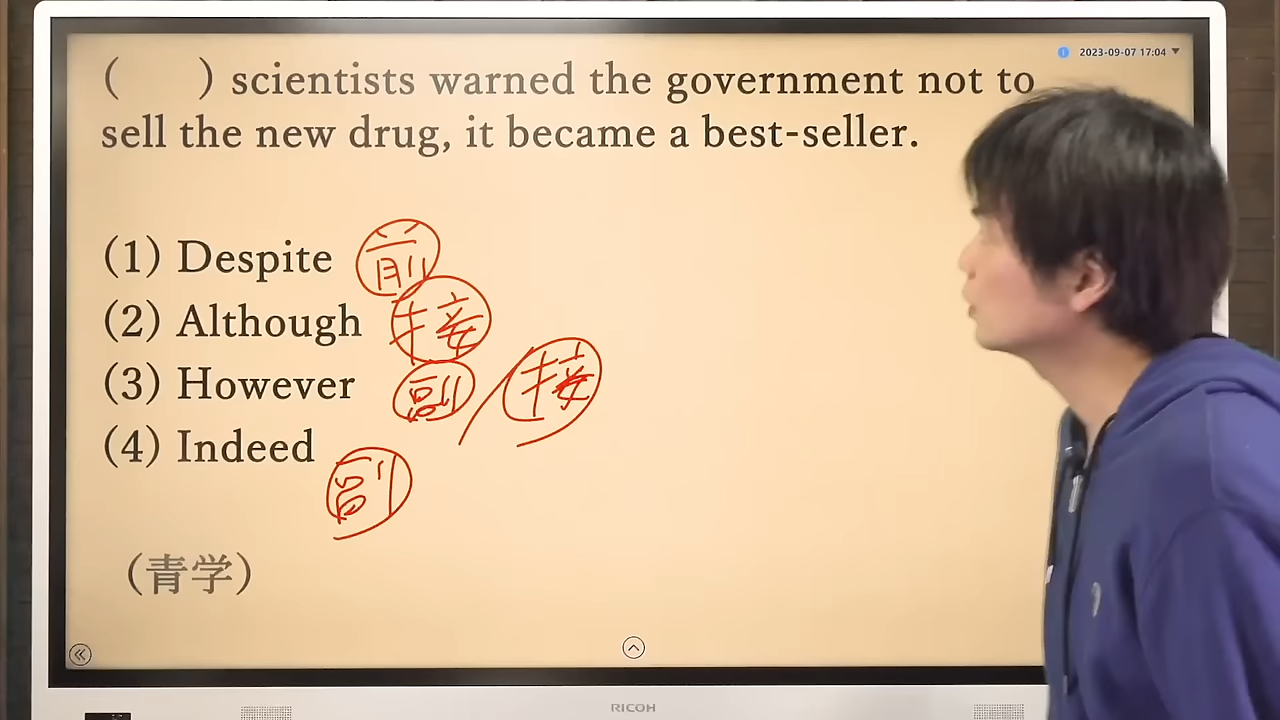 2023-09-07 17:04
(    ) scientists warned the government not to
sell the new drug, it became a best-seller.
(1) Despite 前
(2) Although 接
(3) However 副/接
(4) Indeed 副
(青学)
RICOH